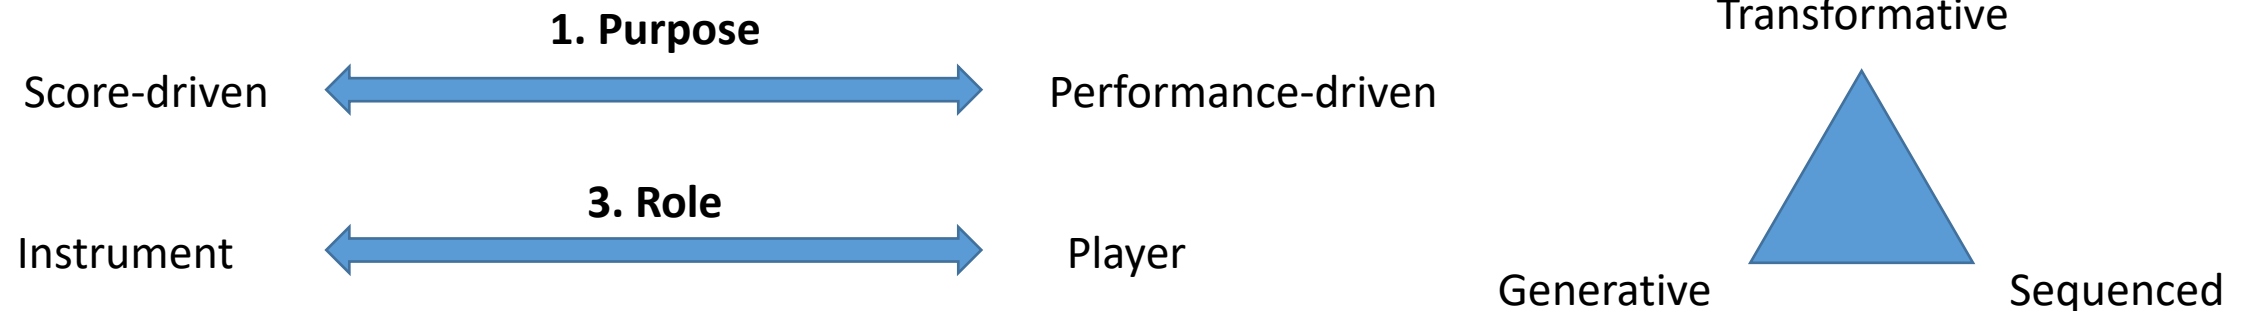 1. Purpose
Score-driven
Performance-driven
3. Role
Instrument
Player
Transformative
Generative
Sequenced